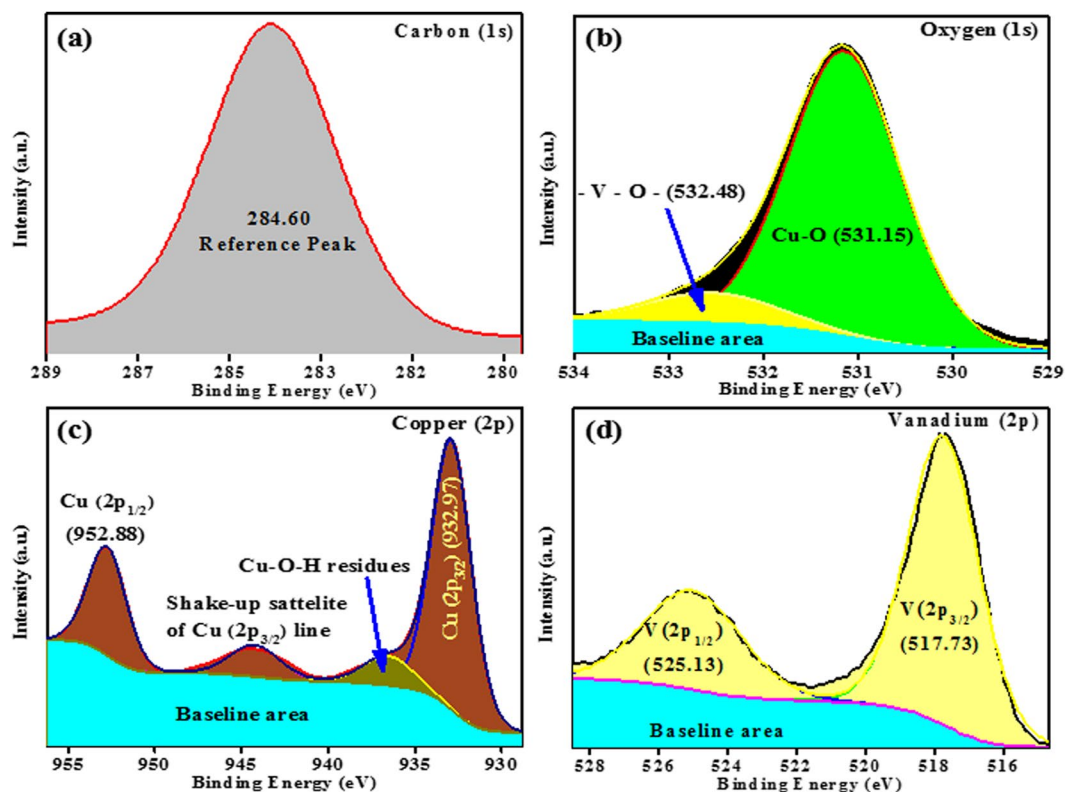 (a)
Carbon (1s)
284.60
Reference Peak
Intensity (a.u.)
289 287 285 283 282 280
Binding Energy (eV)
(b)
Oxygen (1s)
- V - O - (532.48)
Cu-O (531.15)
Baseline area
Intensity (a.u.)
534 533 532 531 530 529
Binding Energy (eV)
(c)
Copper (2p)
Cu (2p1/2)
(952.88)
Cu (2p3/2) (932.97)
Cu-O-H residues
Shake-up sattelite
of Cu (2p3/2) line
Baseline area
Intensity (a.u.)
955 950 945 940 935 930
Binding Energy (eV)
(d)
Vanadium (2p)
V (2p3/2)
(517.73)
V (2p1/2)
(525.13)
Baseline area
Intensity (a.u.)
528 526 524 522 520 518 516
Binding Energy (eV)